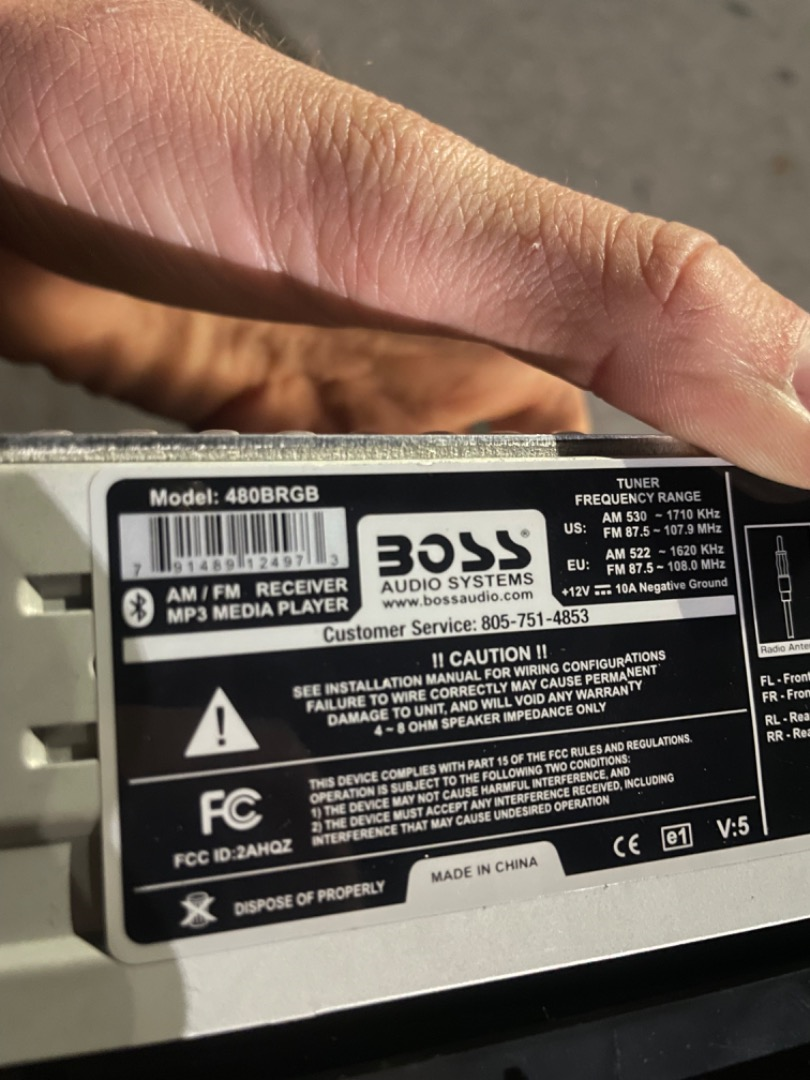 Model: 480BRGB
7 91489 12497 3
AM / FM RECEIVER
MP3 MEDIA PLAYER
BOSS®
AUDIO SYSTEMS
www.bossaudio.com
TUNER
FREQUENCY RANGE
US: AM 530 ~ 1710 KHz
FM 87.5 ~ 107.9 MHz
EU: AM 522 ~ 1620 KHz
FM 87.5 ~ 108.0 MHz
+12V 10A Negative Ground
Customer Service: 805-751-4853
!! CAUTION !!
SEE INSTALLATION MANUAL FOR WIRING CONFIGURATIONS
FAILURE TO WIRE CORRECTLY MAY CAUSE PERMANENT
DAMAGE TO UNIT, AND WILL VOID ANY WARRANTY
4 ~ 8 OHM SPEAKER IMPEDANCE ONLY
!
FC
FCC ID:2AHQZ
THIS DEVICE COMPLIES WITH PART 15 OF THE FCC RULES AND REGULATIONS.
OPERATION IS SUBJECT TO THE FOLLOWING TWO CONDITIONS:
1) THE DEVICE MAY NOT CAUSE HARMFUL INTERFERENCE, AND
2) THE DEVICE MUST ACCEPT ANY INTERFERENCE RECEIVED, INCLUDING
INTERFERENCE THAT MAY CAUSE UNDESIRED OPERATION
DISPOSE OF PROPERLY
MADE IN CHINA
CE e1 V:5
Radio
FL - Front
FR -
RL -
RR -